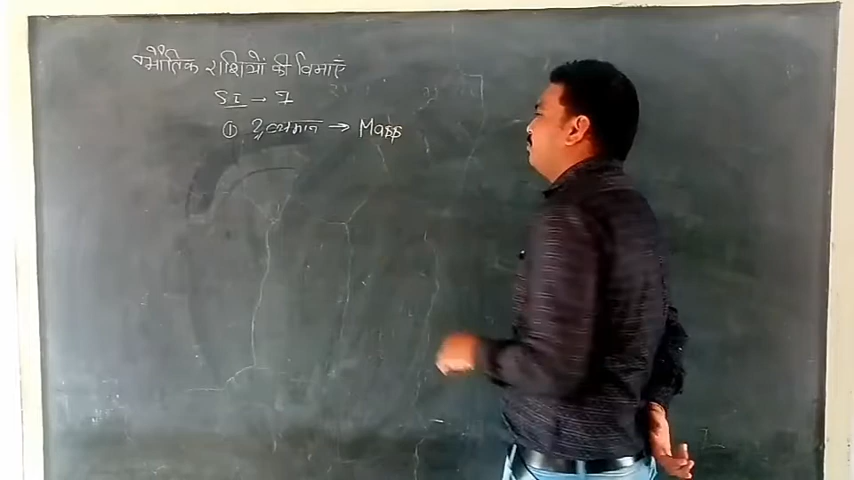 भौतिक राशियों की विमाएँ
SI → 7
① द्रव्यमान → Mass